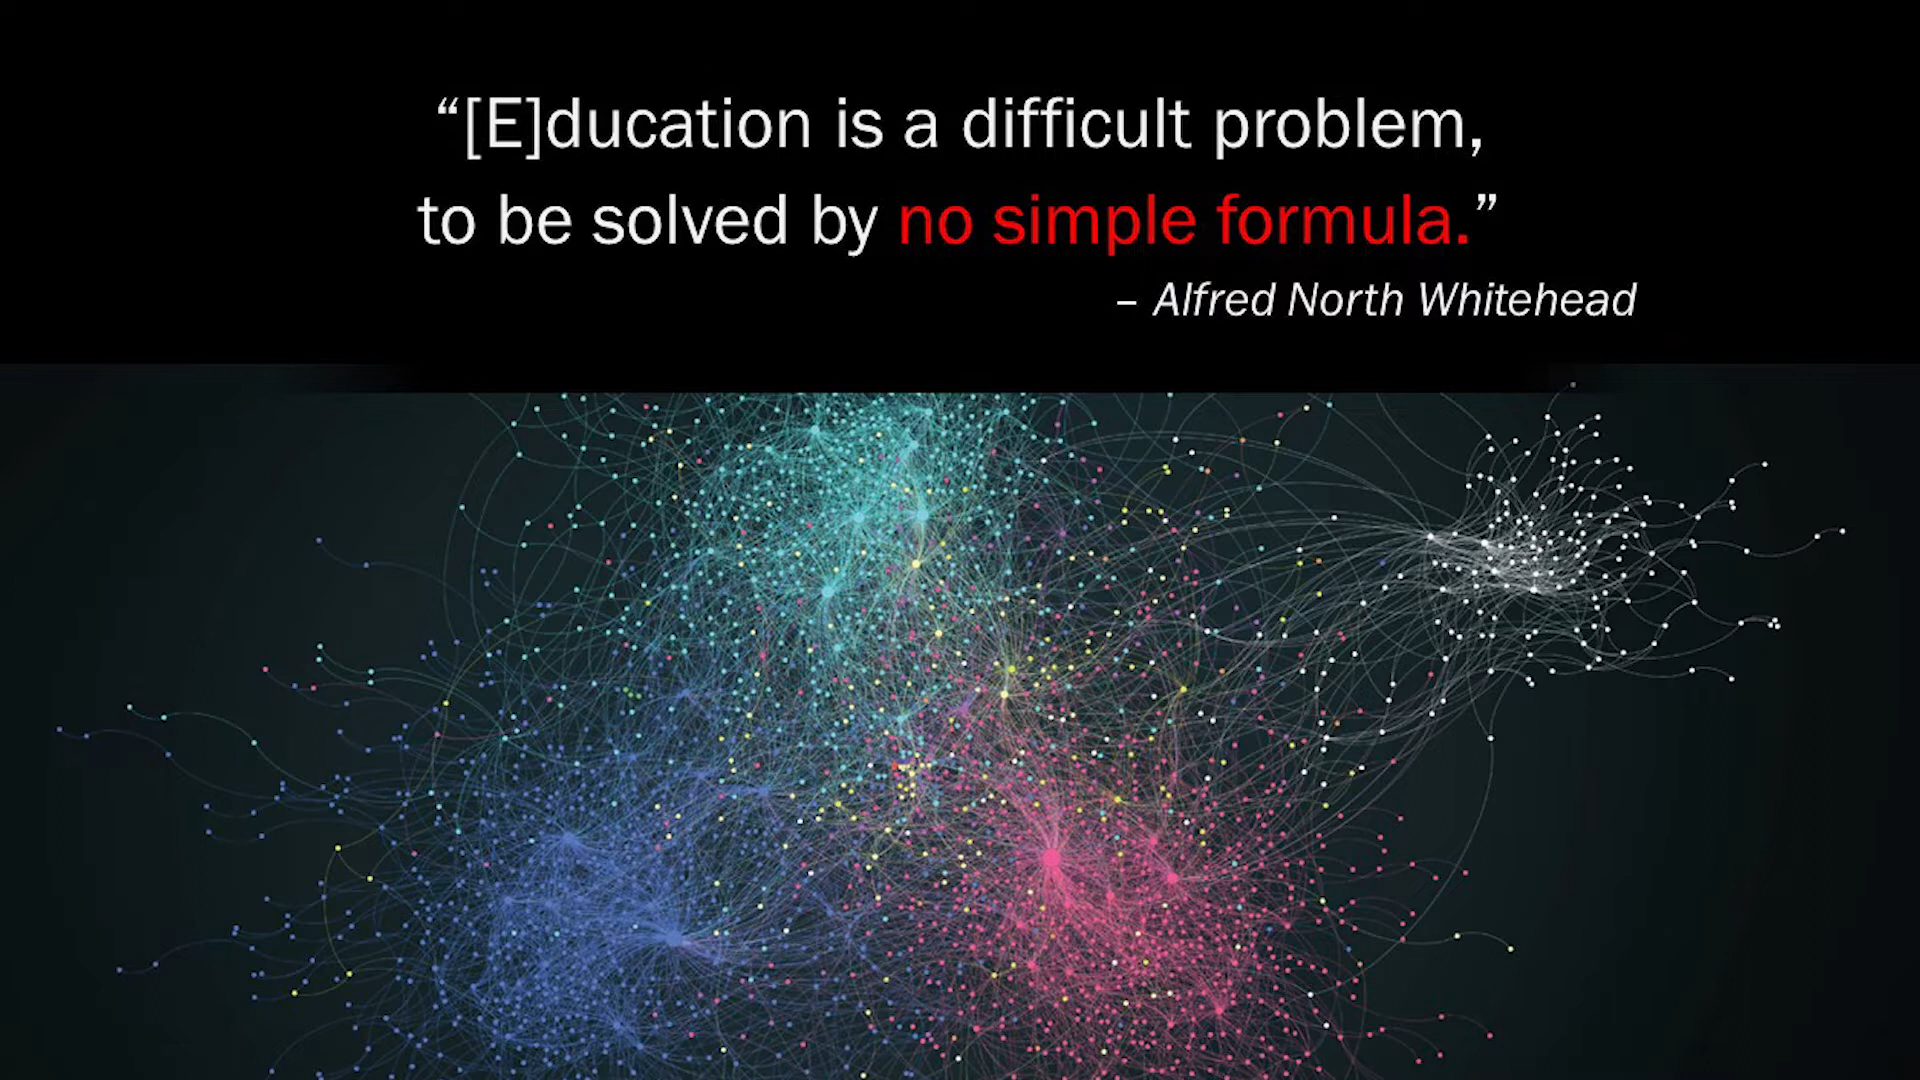 “[E]ducation is a difficult problem,
to be solved by no simple formula.”
– Alfred North Whitehead